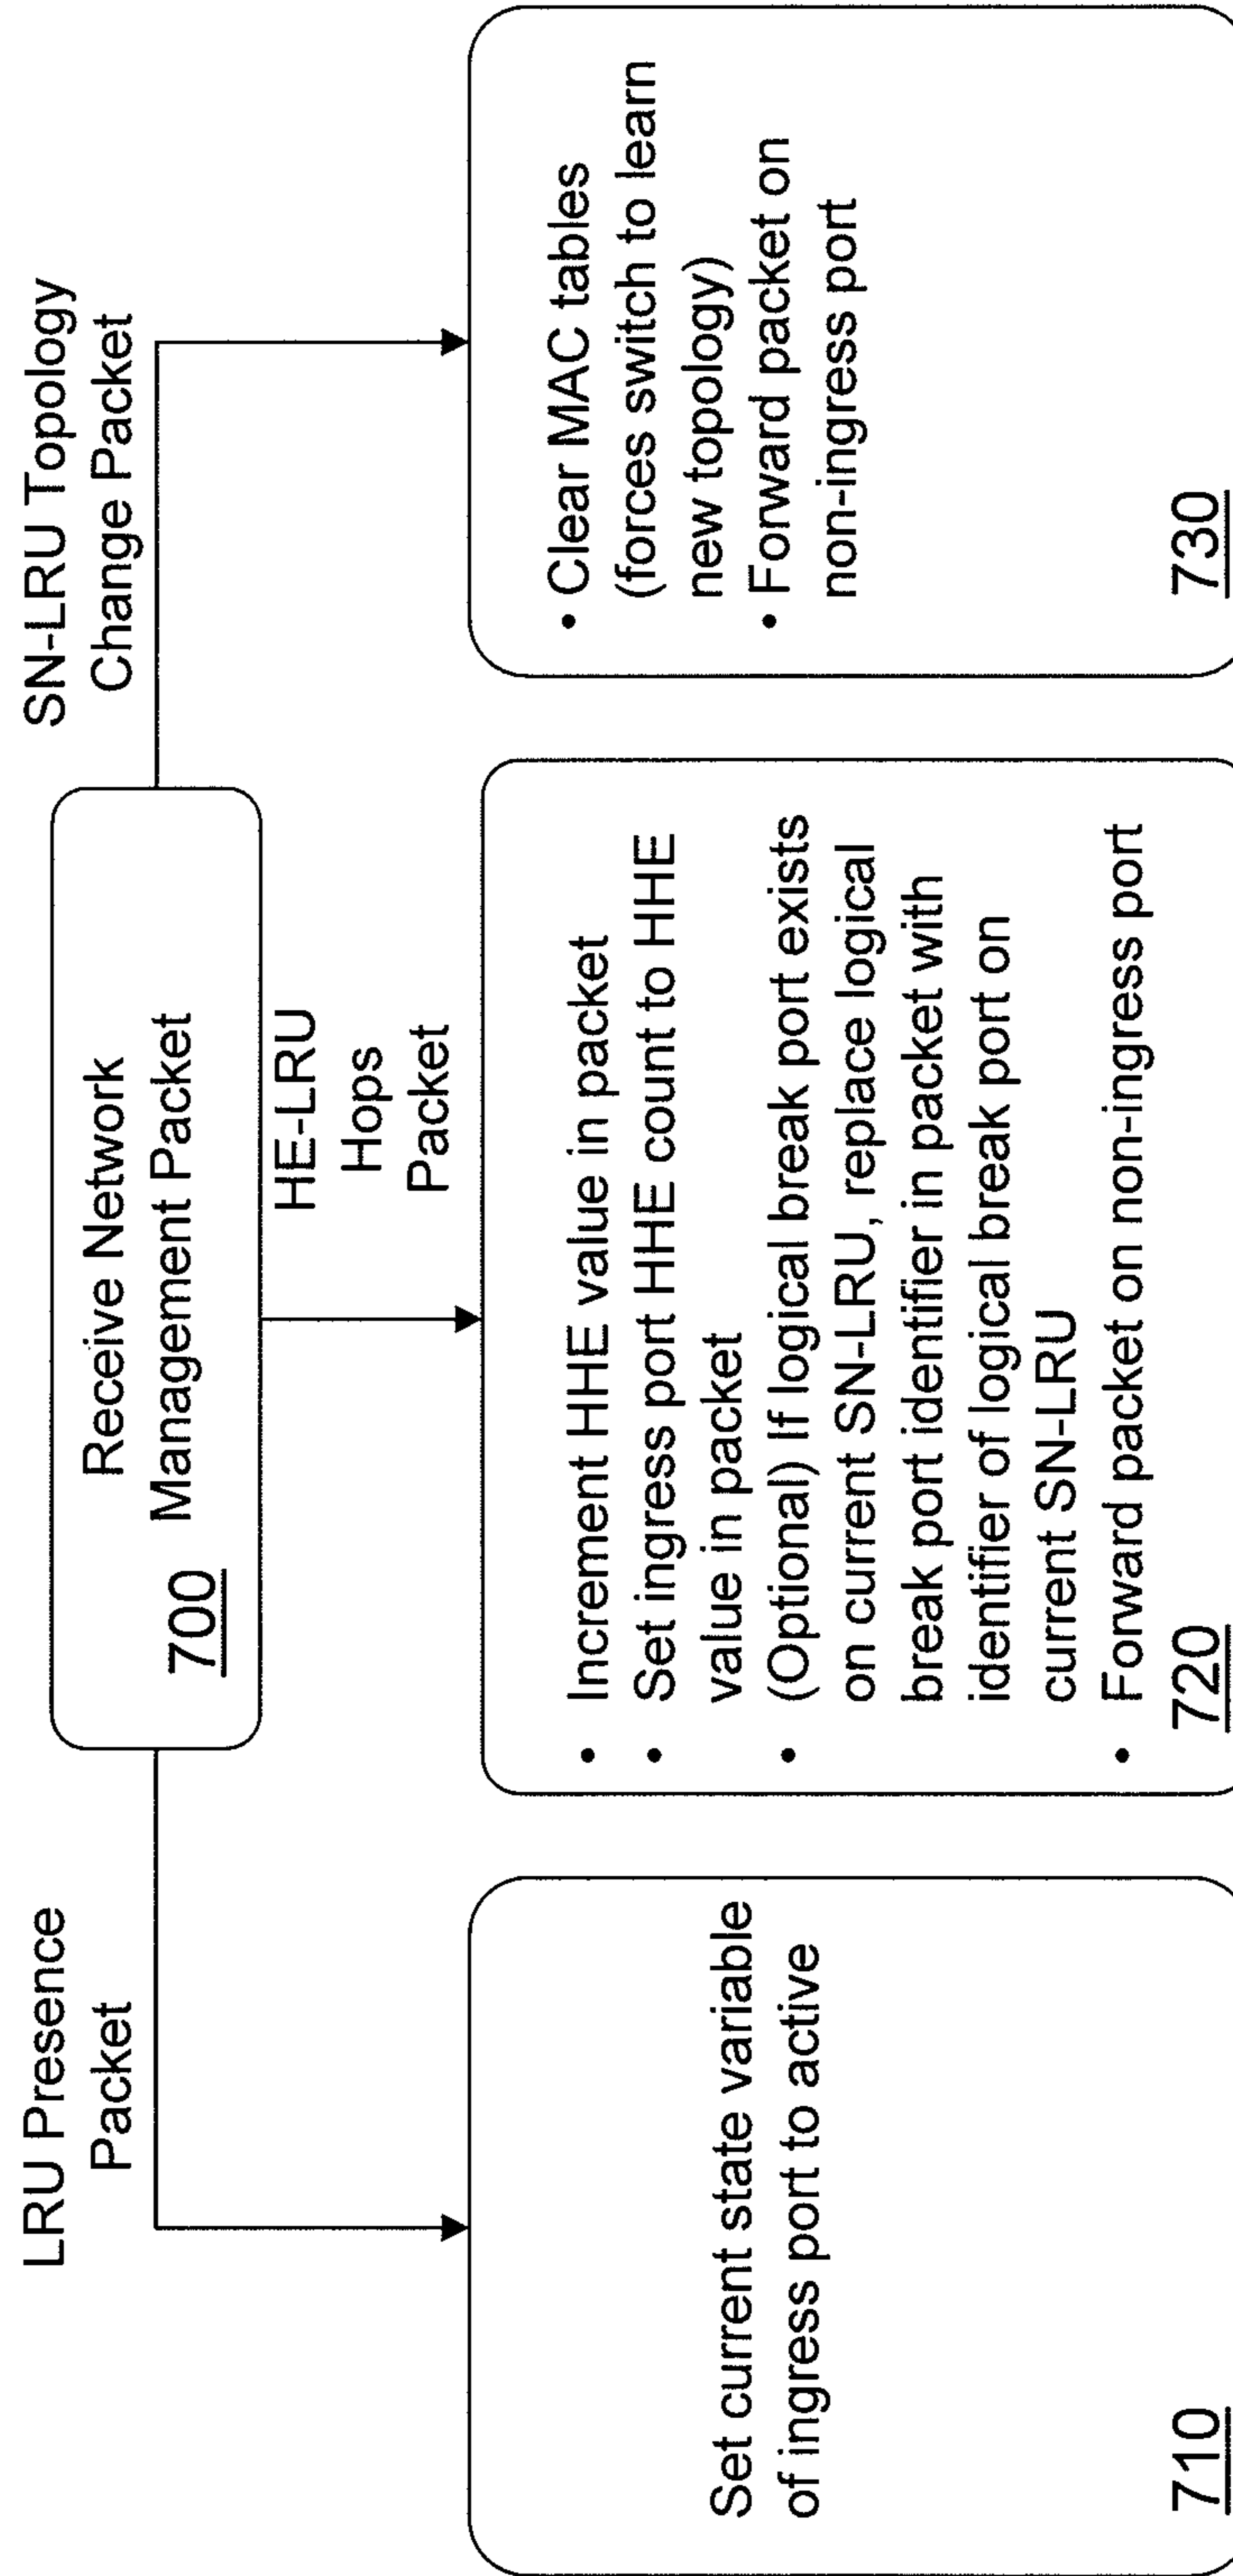 Receive Network
Management Packet
700
LRU Presence
Packet
HE-LRU
Hops
Packet
SN-LRU Topology
Change Packet
Set current state variable
of ingress port to active
710
• Increment HHE value in packet
• Set ingress port HHE count to HHE
value in packet
• (Optional) If logical break port exists
on current SN-LRU, replace logical
break port identifier in packet with
identifier of logical break port on
current SN-LRU
• Forward packet on non-ingress port
720
• Clear MAC tables
(forces switch to learn
new topology)
• Forward packet on
non-ingress port
730